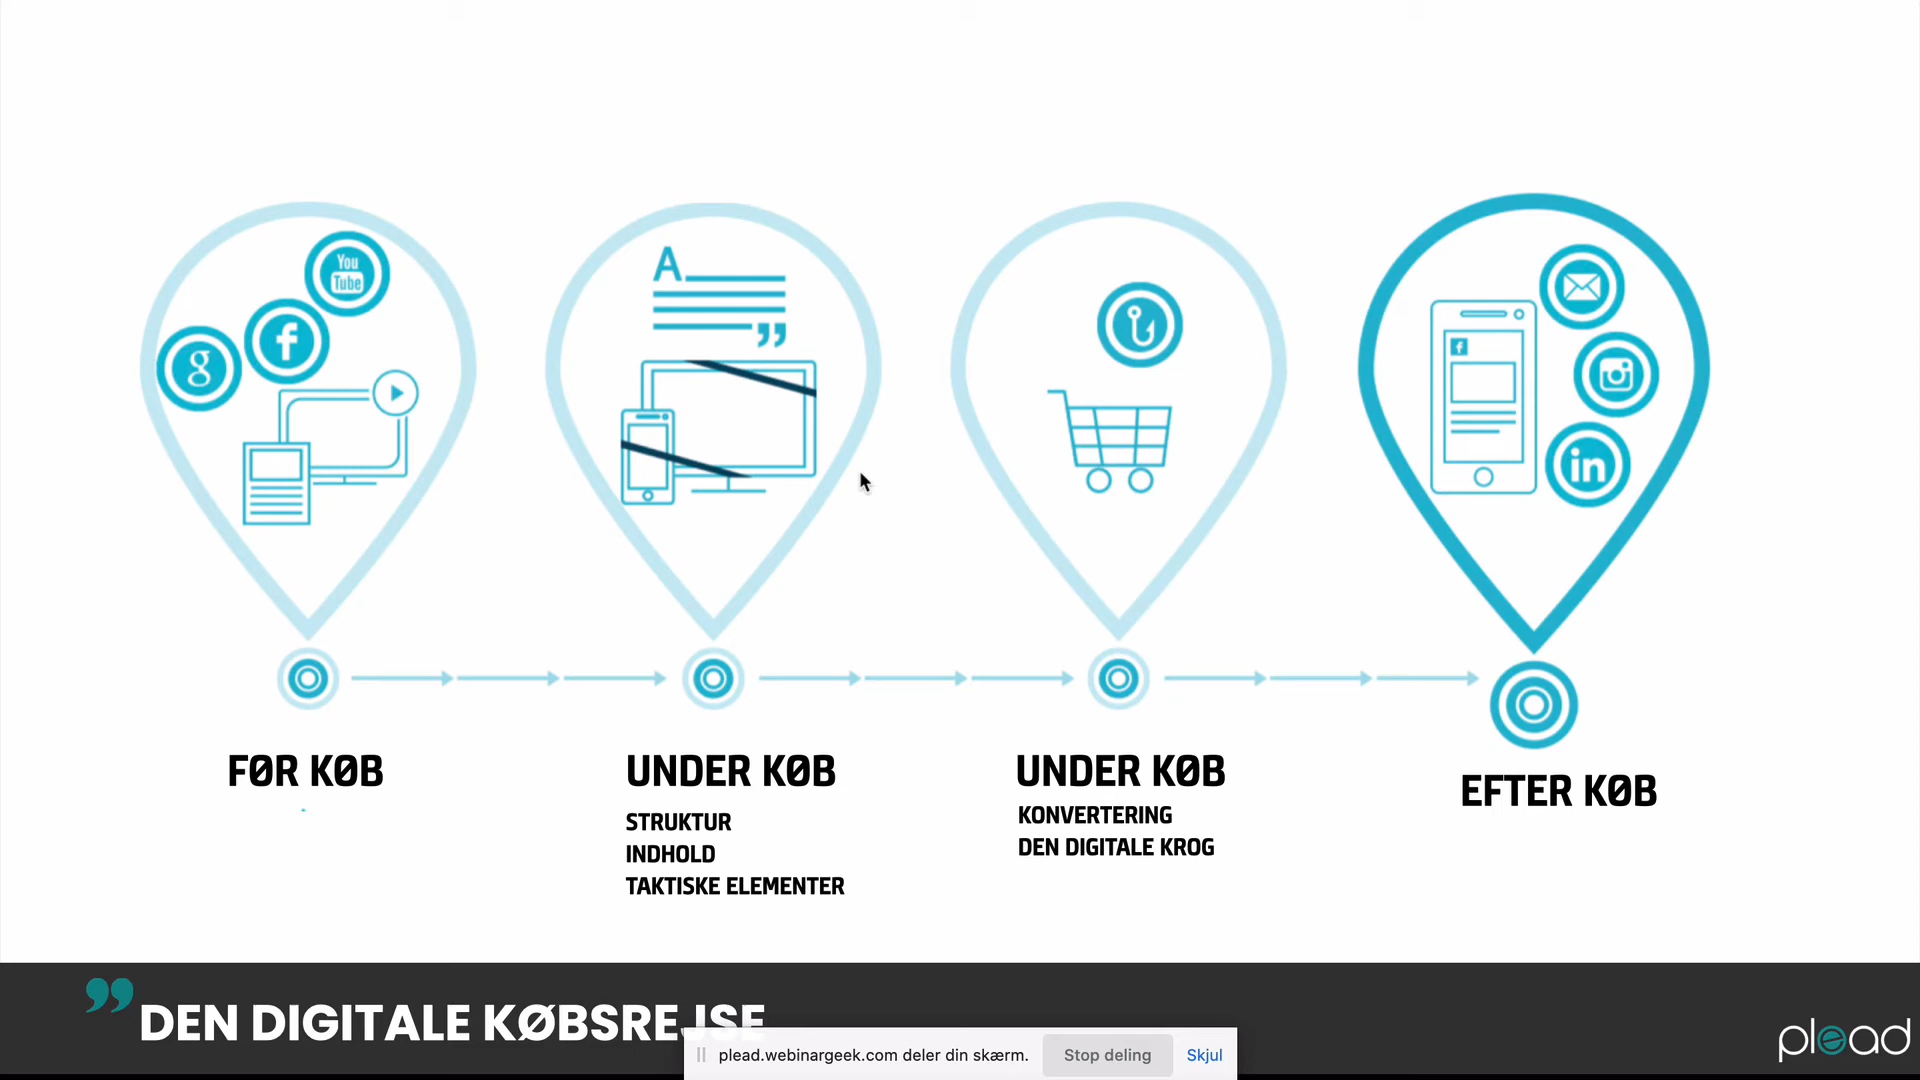 You
Tube
f
g
A
f
in
FØR KØB
UNDER KØB
STRUKTUR
INDHOLD
TAKTISKE ELEMENTER
UNDER KØB
KONVERTERING
DEN DIGITALE KROG
EFTER KØB
DEN DIGITALE KØBSREJSE
plead.webinargeek.com deler din skærm.
Stop deling
Skjul
plead